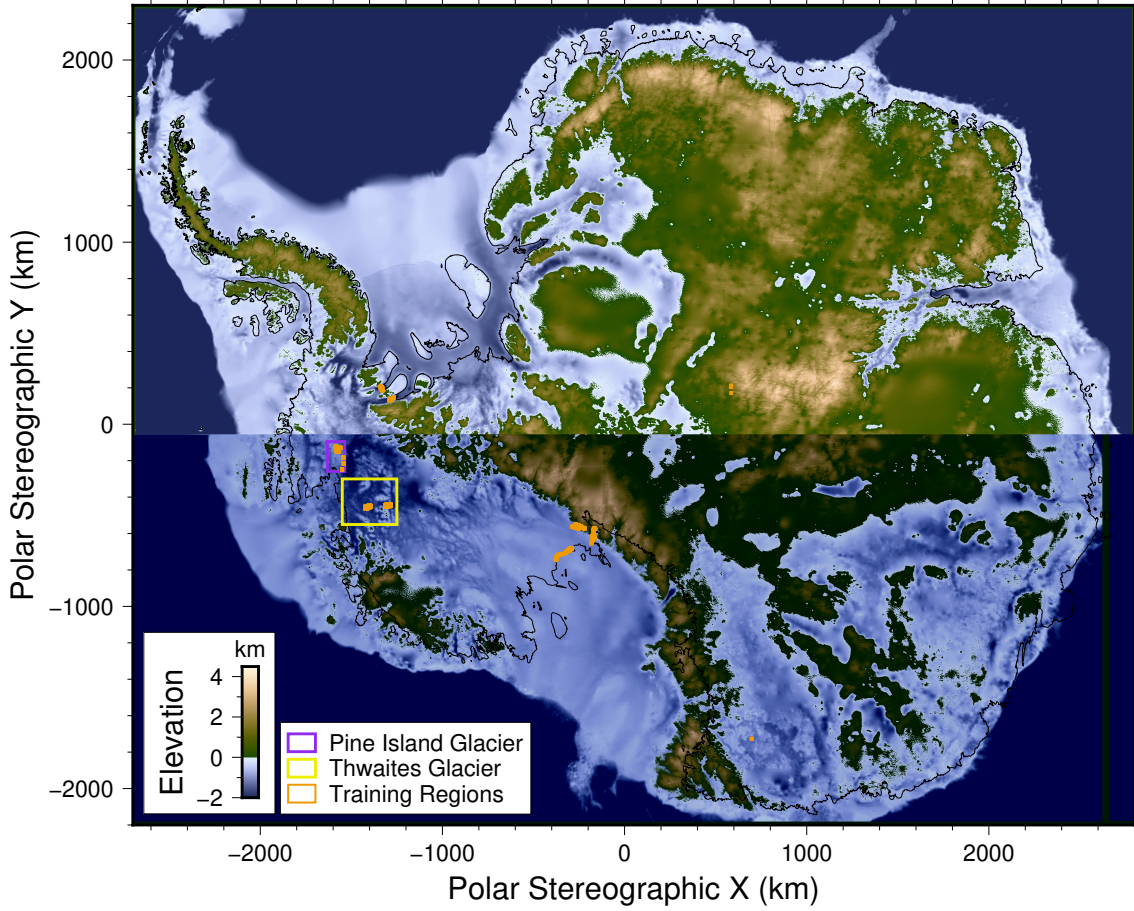 2000
1000
0
−1000
−2000
Polar Stereographic Y (km)
km
4
2
0
−2
Elevation
Pine Island Glacier
Thwaites Glacier
Training Regions
−2000
−1000
0
1000
2000
Polar Stereographic X (km)